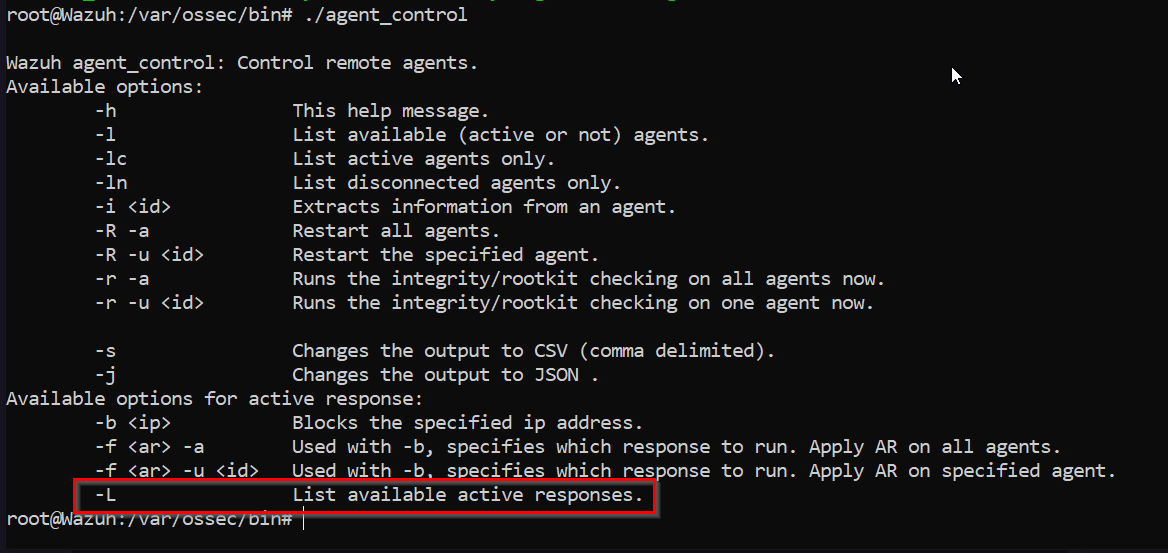 root@Wazuh:/var/ossec/bin# ./agent_control
Wazuh agent_control: Control remote agents.
Available options:
-h This help message.
-l List available (active or not) agents.
-lc List active agents only.
-ln List disconnected agents only.
-i <id> Extracts information from an agent.
-R -a Restart all agents.
-R -u <id> Restart the specified agent.
-r -a Runs the integrity/rootkit checking on all agents now.
-r -u <id> Runs the integrity/rootkit checking on one agent now.
-s Changes the output to CSV (comma delimited).
-j Changes the output to JSON .
Available options for active response:
-b <ip> Blocks the specified ip address.
-f <ar> -a Used with -b, specifies which response to run. Apply AR on all agents.
-f <ar> -u <id> Used with -b, specifies which response to run. Apply AR on specified agent.
-L List available active responses.
root@Wazuh:/var/ossec/bin#